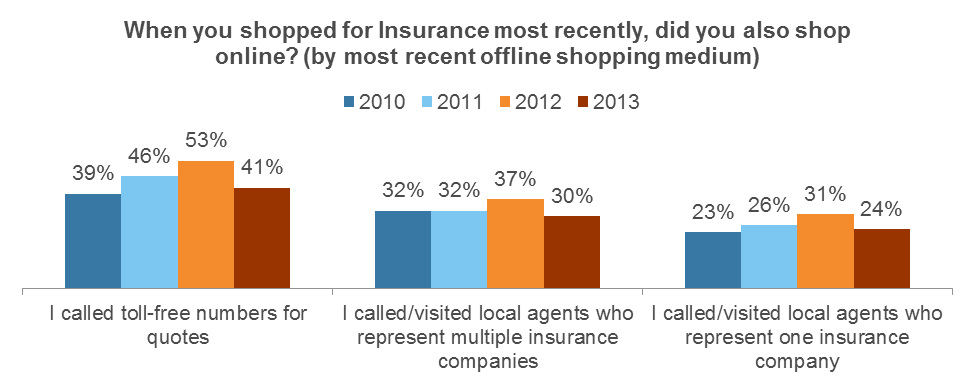 When you shopped for Insurance most recently, did you also shop
online? (by most recent offline shopping medium)
2010 2011 2012 2013
39% 46% 53% 41%
32% 32% 37% 30%
23% 26% 31% 24%
I called toll-free numbers for
quotes
I called/visited local agents who
represent multiple insurance
companies
I called/visited local agents who
represent one insurance
company